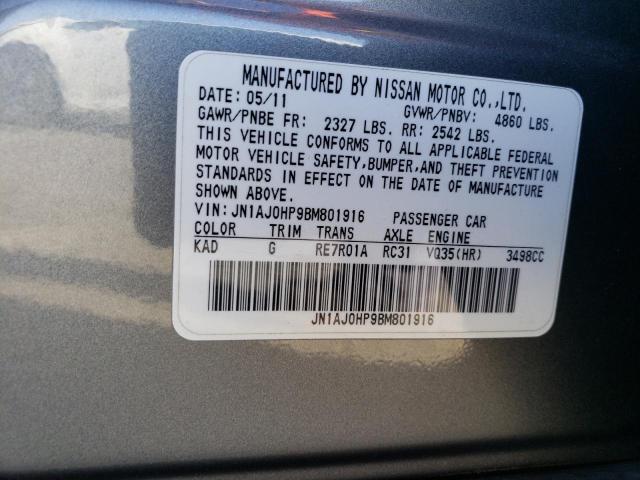 MANUFACTURED BY NISSAN MOTOR CO.,LTD.
DATE: 05/11 GVWR/PNBV: 4860 LBS.
GAWR/PNBE FR: 2327 LBS. RR: 2542 LBS.
THIS VEHICLE CONFORMS TO ALL APPLICABLE FEDERAL
MOTOR VEHICLE SAFETY,BUMPER,AND THEFT PREVENTION
STANDARDS IN EFFECT ON THE DATE OF MANUFACTURE
SHOWN ABOVE.
VIN: JN1AJ0HP9BM801916 PASSENGER CAR
COLOR TRIM TRANS AXLE ENGINE
KAD G RE7R01A RC31 VQ35(HR) 3498CC
JN1AJ0HP9BM801916